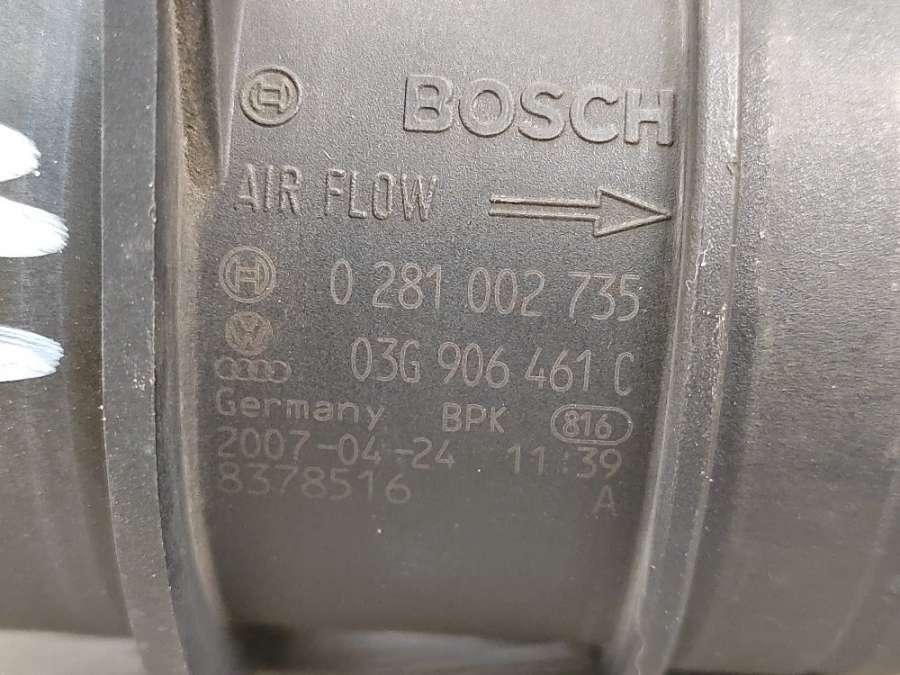 BOSCH
AIR FLOW
0 281 002 735
03G 906 461 C
Germany BPK 816
2007-04-24 11:39
8378516 A